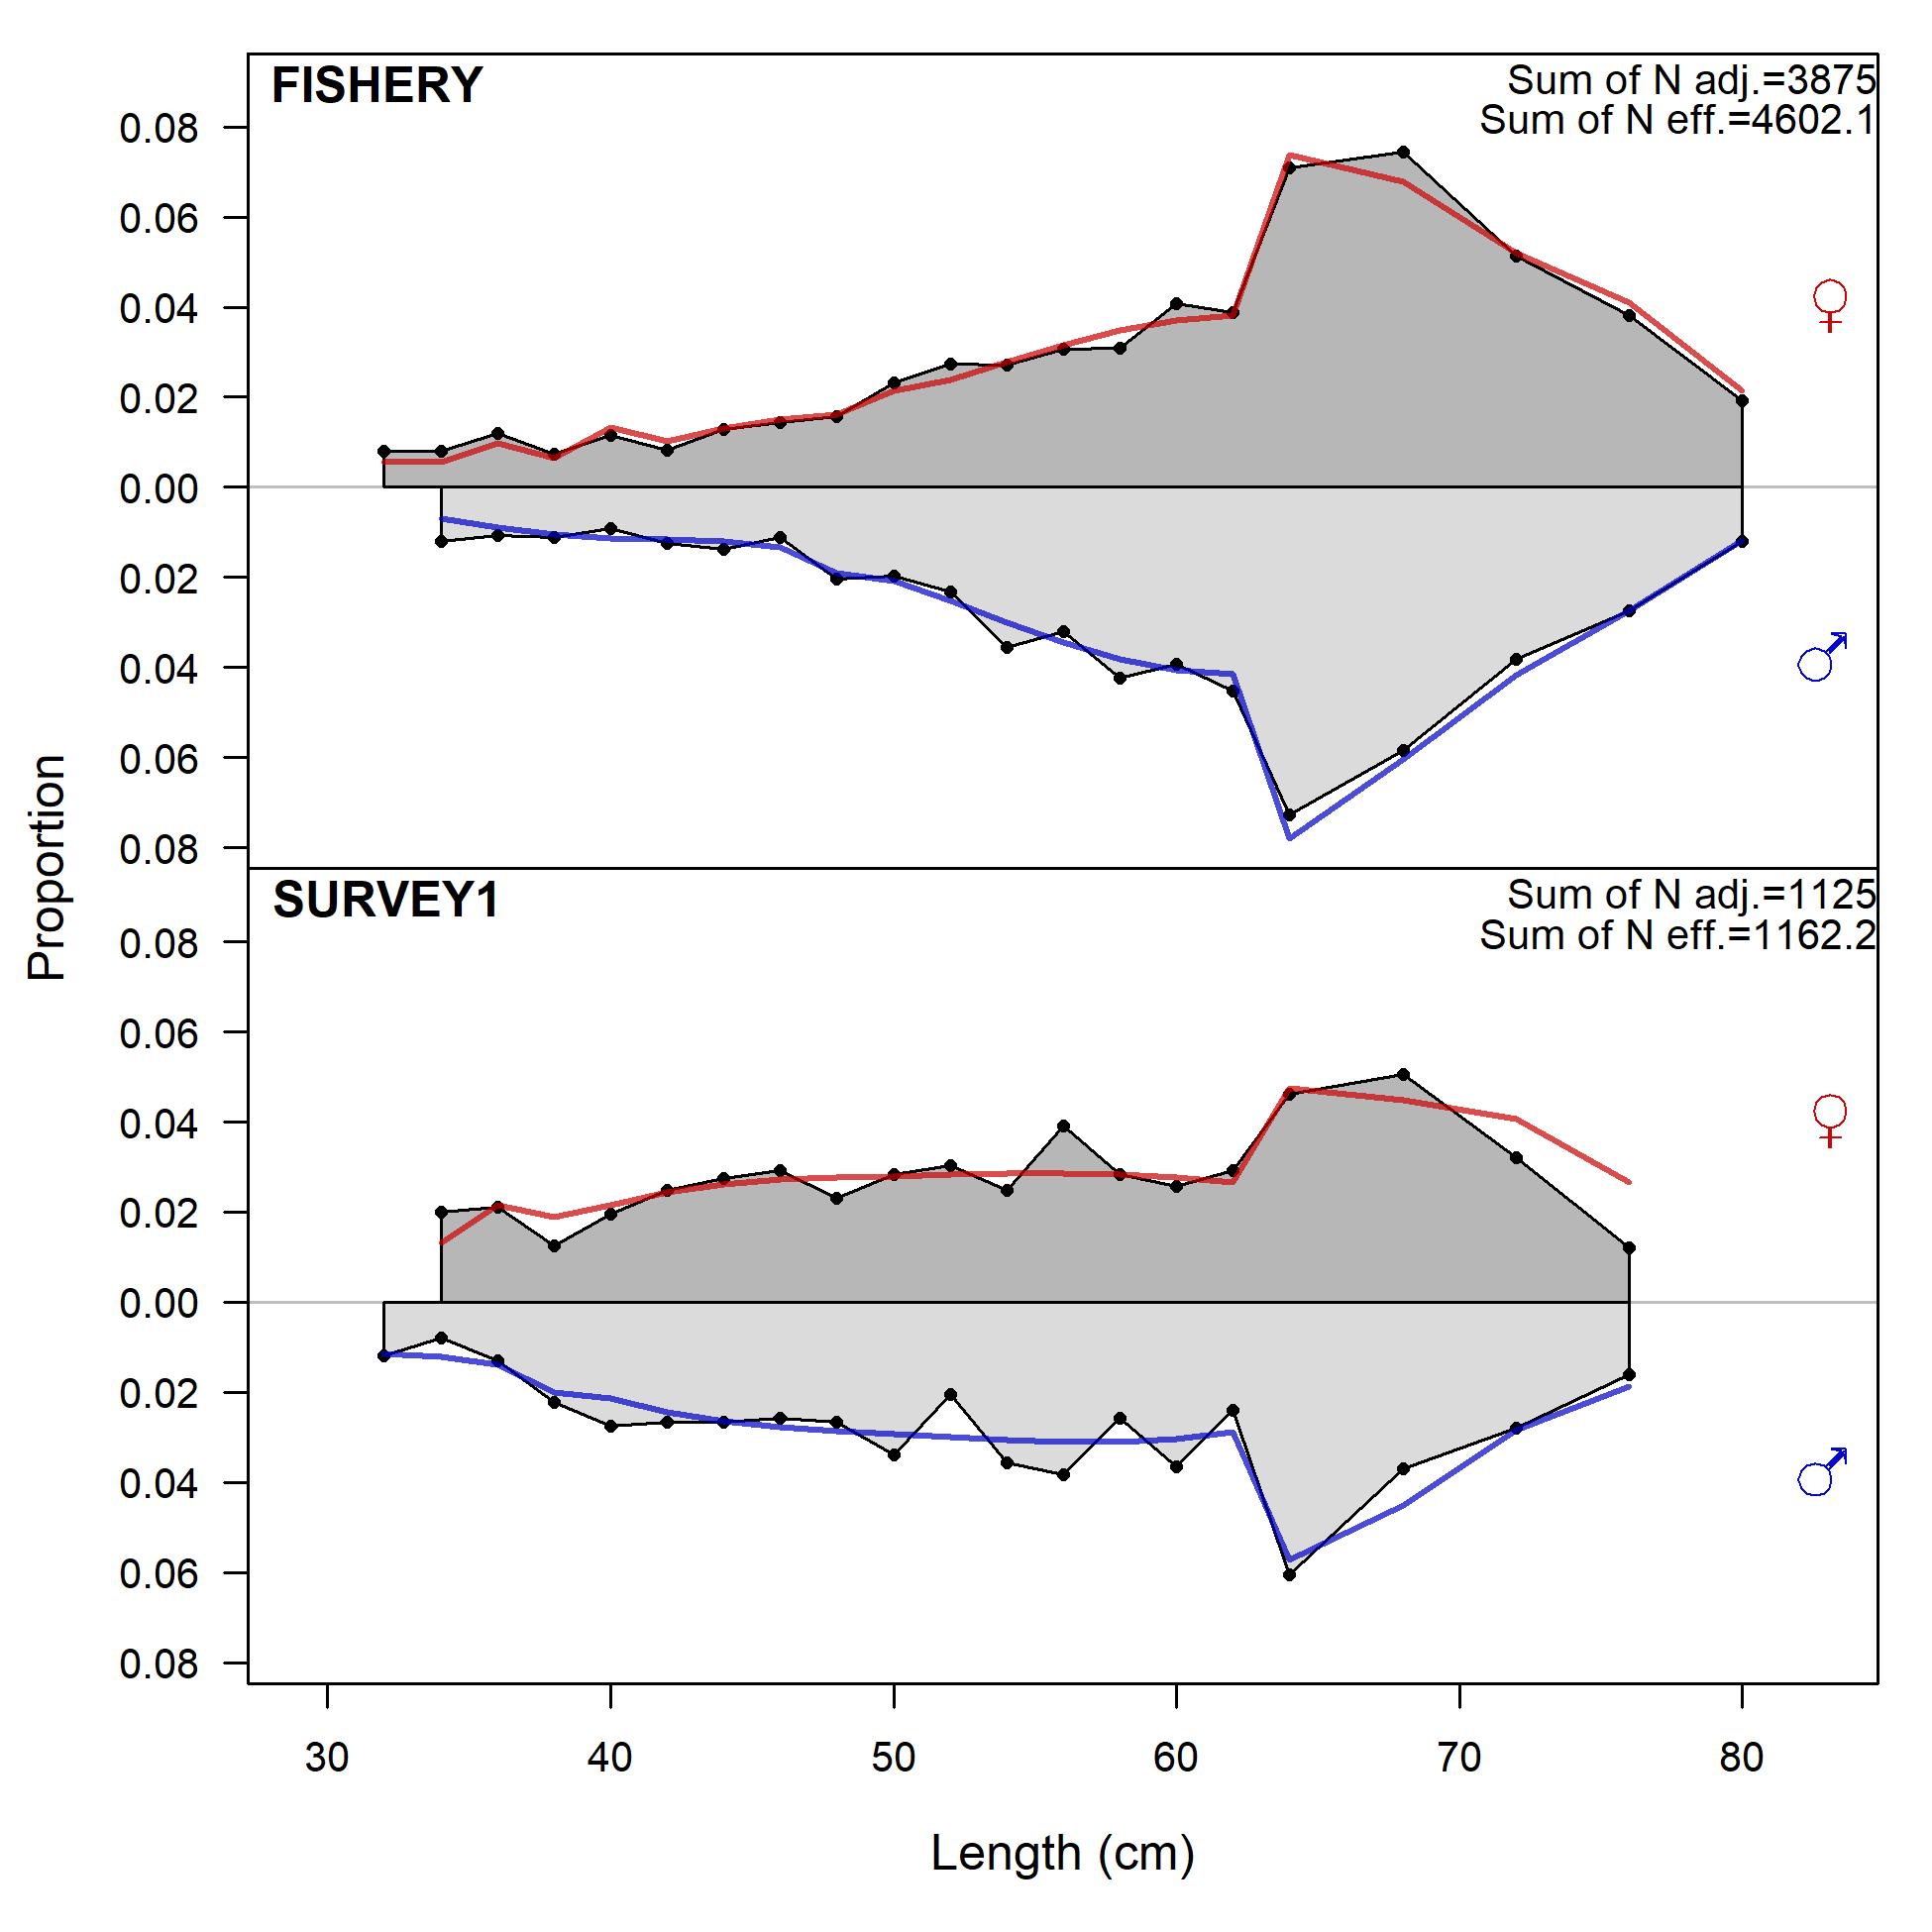 FISHERY
Sum of N adj.=3875
Sum of N eff.=4602.1
0.08
0.06
0.04
0.02
0.00
0.02
0.04
0.06
0.08
♀
♂
SURVEY1
Sum of N adj.=1125
Sum of N eff.=1162.2
0.08
0.06
0.04
0.02
0.00
0.02
0.04
0.06
0.08
♀
♂
Proportion
30 40 50 60 70 80
Length (cm)